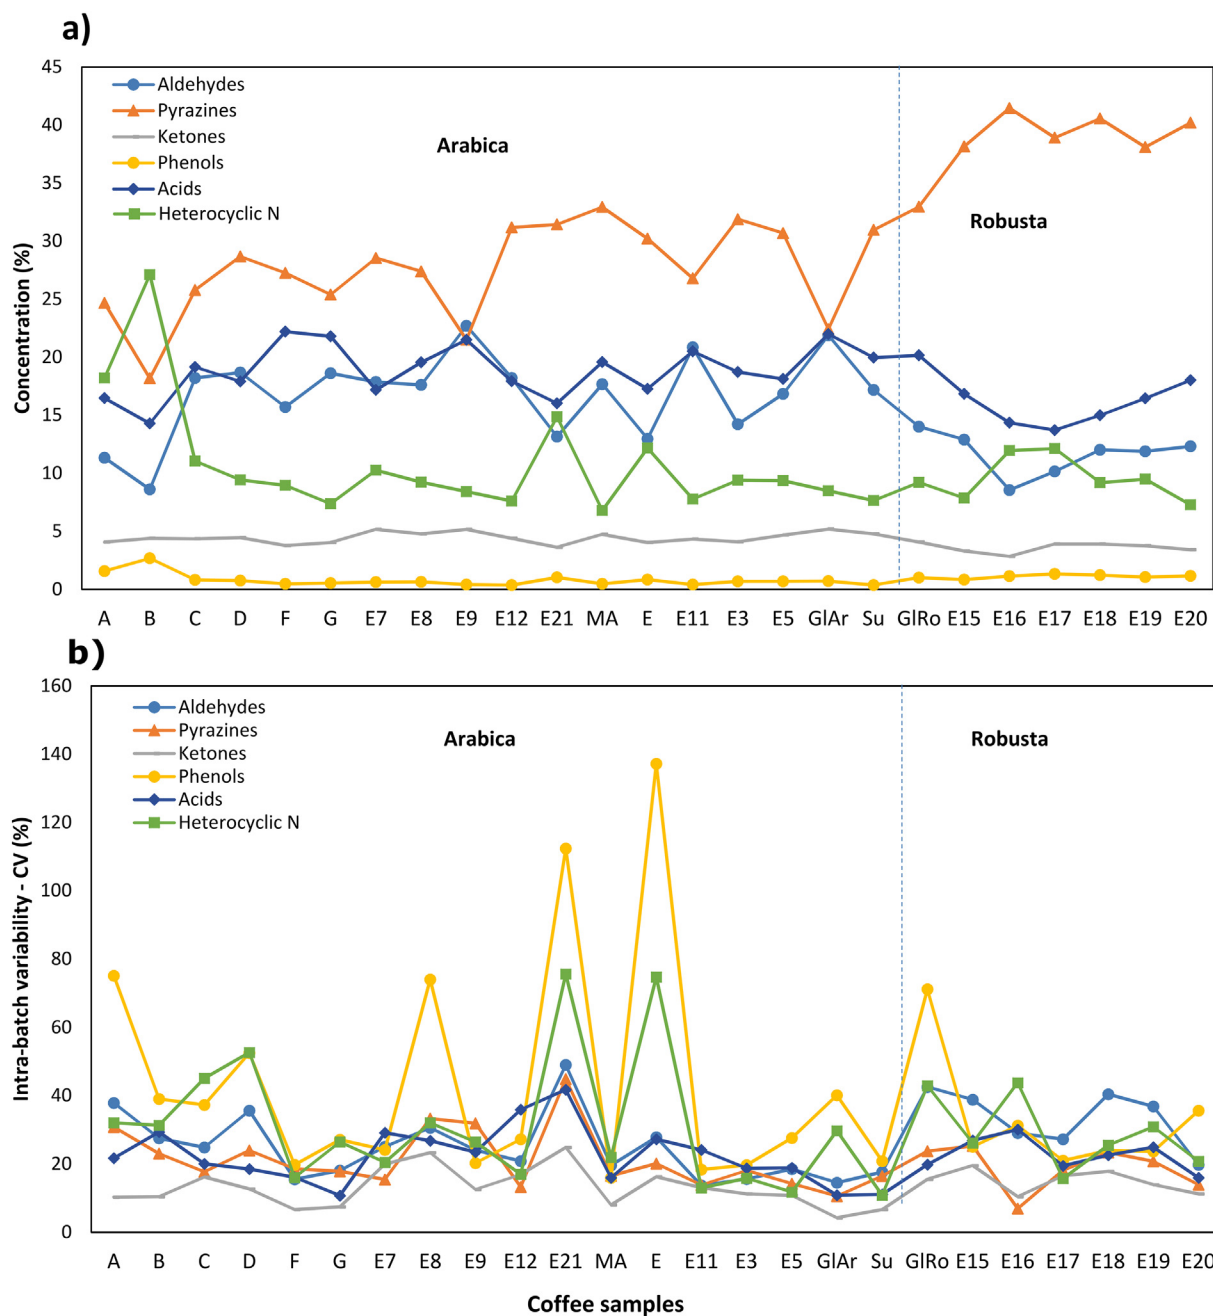 a)
45
40
35
30
25
20
15
10
5
0
Concentration (%)
Aldehydes
Pyrazines
Ketones
Phenols
Acids
Heterocyclic N
Arabica
Robusta
A B C D F G E7 E8 E9 E12 E21 MA E E11 E3 E5 GlAr Su GlRo E15 E16 E17 E18 E19 E20
b)
160
140
120
100
80
60
40
20
0
Intra-batch variability - CV (%)
Aldehydes
Pyrazines
Ketones
Phenols
Acids
Heterocyclic N
Arabica
Robusta
A B C D F G E7 E8 E9 E12 E21 MA E E11 E3 E5 GlAr Su GlRo E15 E16 E17 E18 E19 E20
Coffee samples